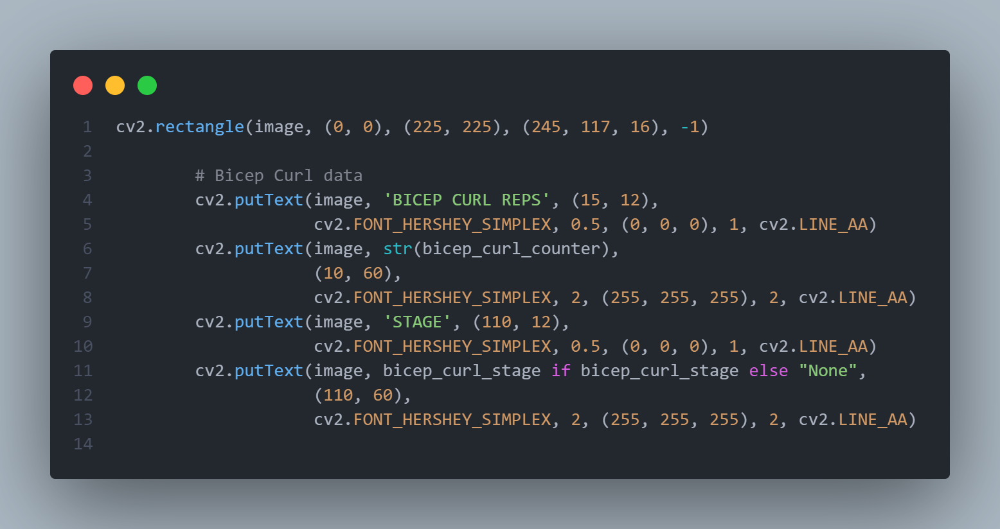 1 cv2.rectangle(image, (0, 0), (225, 225), (245, 117, 16), -1)
2
3         # Bicep Curl data
4         cv2.putText(image, 'BICEP CURL REPS', (15, 12),
5                     cv2.FONT_HERSHEY_SIMPLEX, 0.5, (0, 0, 0), 1, cv2.LINE_AA)
6         cv2.putText(image, str(bicep_curl_counter),
7                     (10, 60),
8                     cv2.FONT_HERSHEY_SIMPLEX, 2, (255, 255, 255), 2, cv2.LINE_AA)
9         cv2.putText(image, 'STAGE', (110, 12),
10                     cv2.FONT_HERSHEY_SIMPLEX, 0.5, (0, 0, 0), 1, cv2.LINE_AA)
11         cv2.putText(image, bicep_curl_stage if bicep_curl_stage else "None",
12                     (110, 60),
13                     cv2.FONT_HERSHEY_SIMPLEX, 2, (255, 255, 255), 2, cv2.LINE_AA)
14